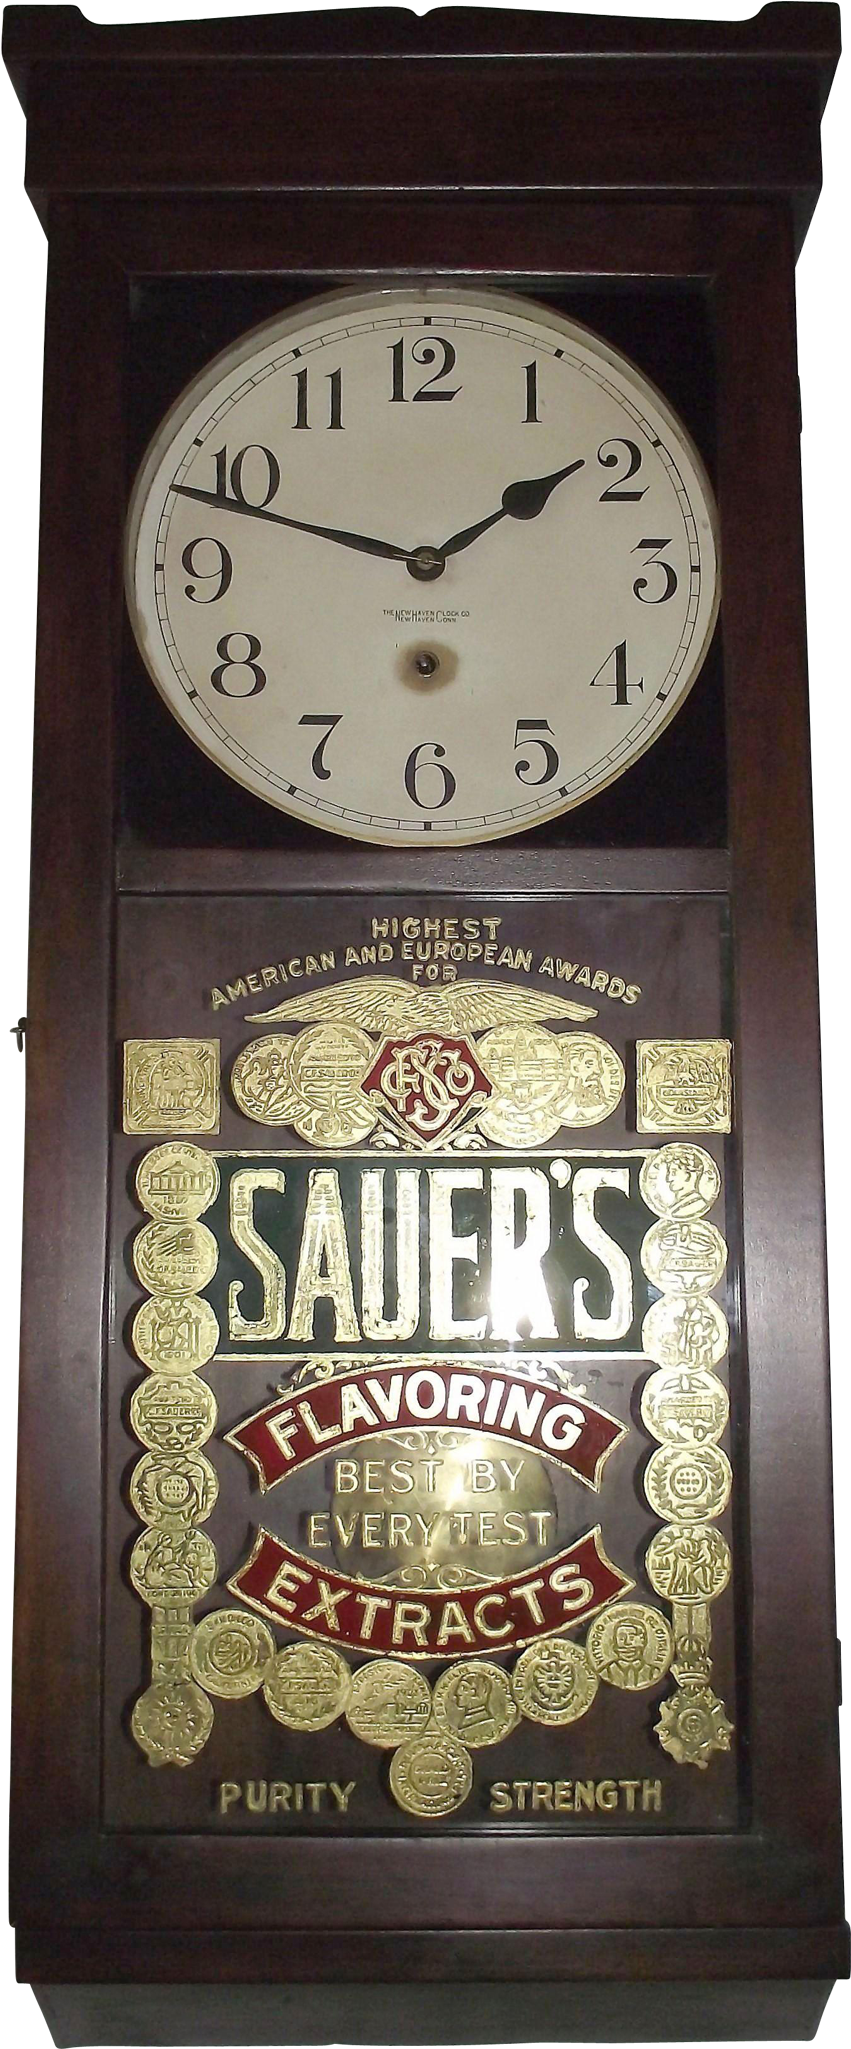 12
11 1
10 2
9 3
THE NEW HAVEN CLOCK CO.
NEW HAVEN CONN.
8 4
7 5
6
HIGHEST
AMERICAN AND EUROPEAN AWARDS
FOR
SAUER'S
FLAVORING
BEST BY
EVERY TEST
EXTRACTS
PURITY STRENGTH